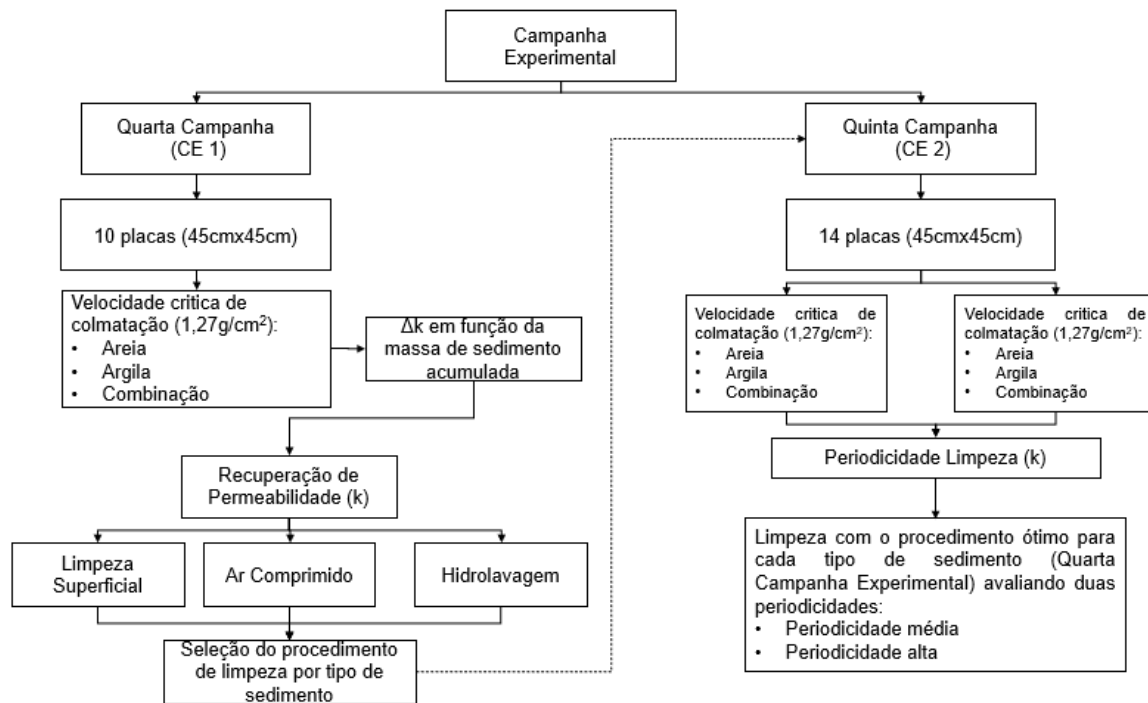 Campanha
Experimental
Quarta Campanha
(CE 1)
10 placas (45cmx45cm)
Velocidade critica de
colmatação (1,27g/cm²):
• Areia
• Argila
• Combinação
Δk em função da
massa de sedimento
acumulada
Recuperação de
Permeabilidade (k)
Limpeza
Superficial
Ar Comprimido
Hidrolavagem
Seleção do procedimento
de limpeza por tipo de
sedimento
Quinta Campanha
(CE 2)
14 placas (45cmx45cm)
Velocidade critica de
colmatação (1,27g/cm²):
• Areia
• Argila
• Combinação
Velocidade critica de
colmatação (1,27g/cm²):
• Areia
• Argila
• Combinação
Periodicidade Limpeza (k)
Limpeza com o procedimento ótimo para
cada tipo de sedimento (Quarta
Campanha Experimental) avaliando duas
periodicidades:
• Periodicidade média
• Periodicidade alta